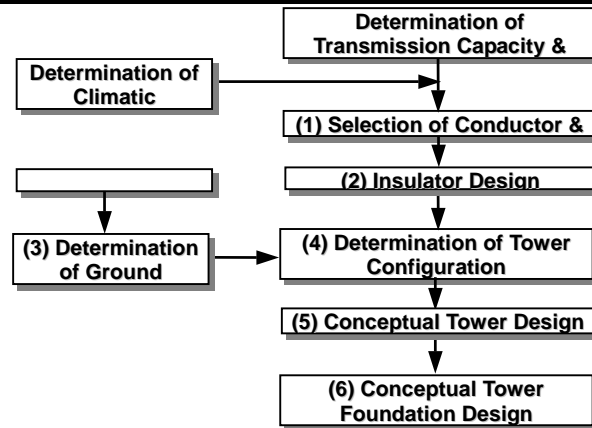 Determination of
Transmission Capacity &
Determination of
Climatic
(1) Selection of Conductor &
(2) Insulator Design
(3) Determination
of Ground
(4) Determination of Tower
Configuration
(5) Conceptual Tower Design
(6) Conceptual Tower
Foundation Design